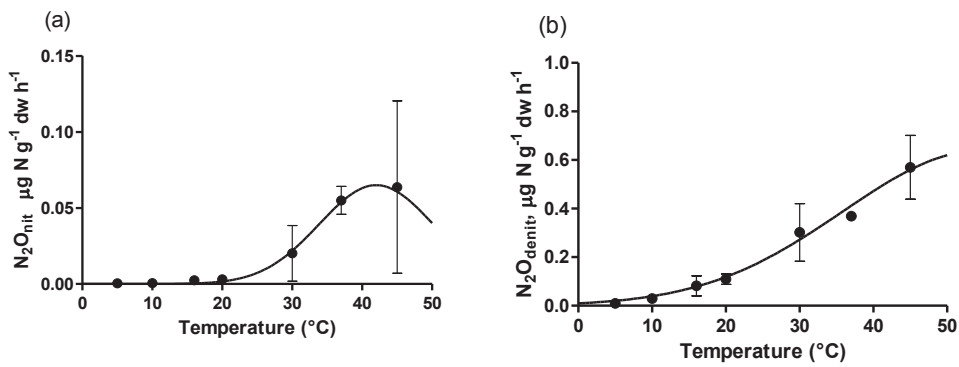 (a)
0.15
0.10
0.05
0.00
0 10 20 30 40 50
Temperature (°C)
N₂Oₙᵢₜ µg N g⁻¹ dw h⁻¹
(b)
1.0
0.8
0.6
0.4
0.2
0.0
0 10 20 30 40 50
Temperature (°C)
N₂O_denit, µg N g⁻¹ dw h⁻¹